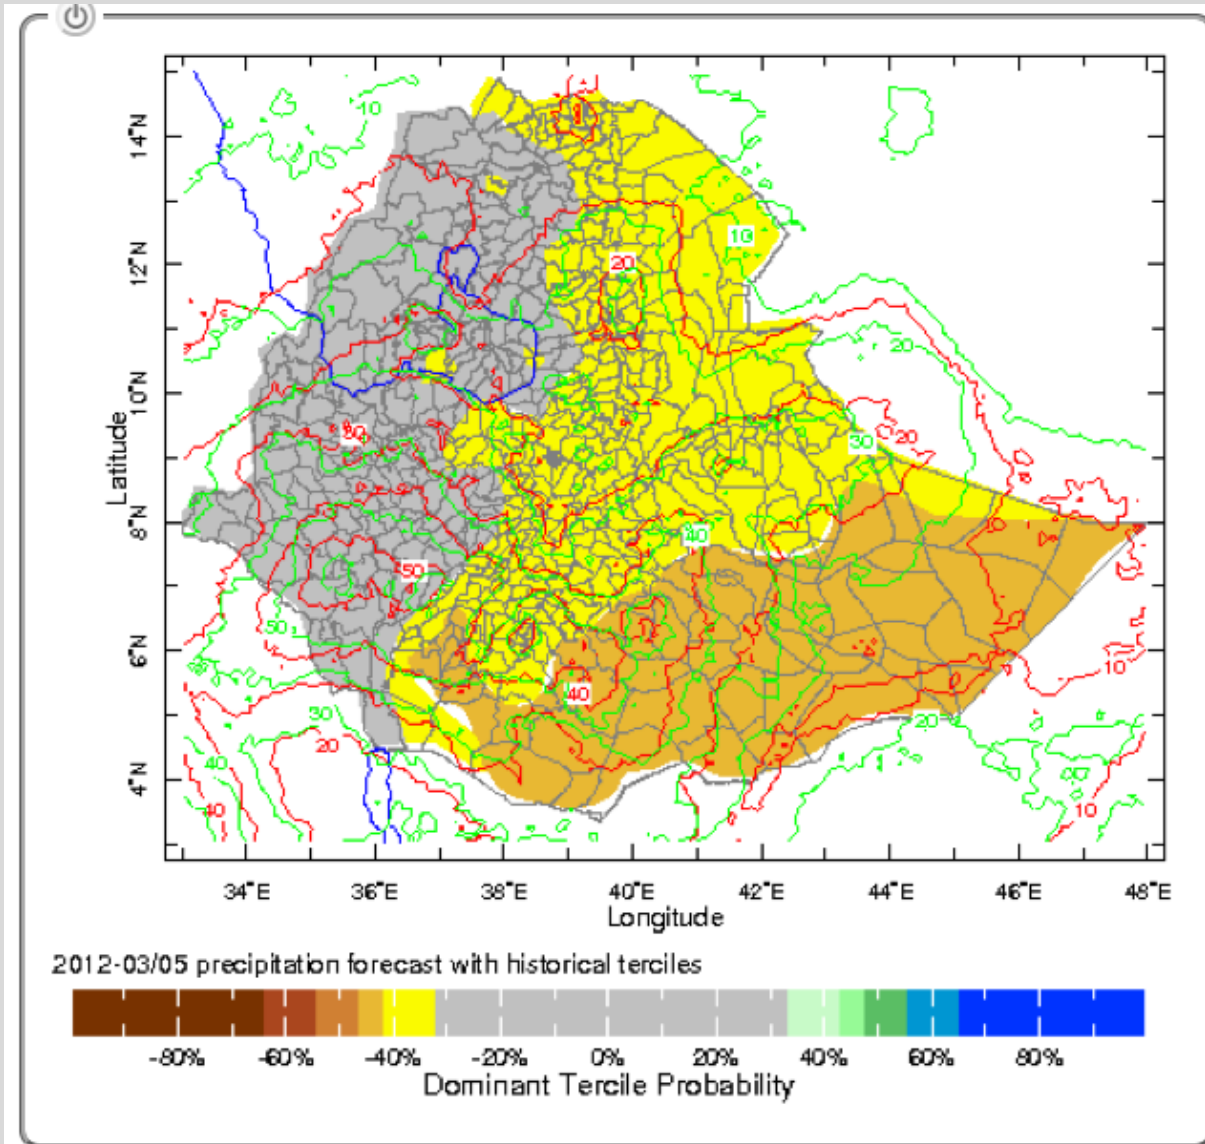 10
14°N
10
12°N
20
20
10°N
30
20
30
8°N
40
50
50
6°N
10
40
30
20
20
40
4°N
40
10
34°E 36°E 38°E 40°E 42°E 44°E 46°E 48°E
Latitude
Longitude
2012-03/05 precipitation forecast with historical terciles
-80% -60% -40% -20% 0% 20% 40% 60% 80%
Dominant Tercile Probability